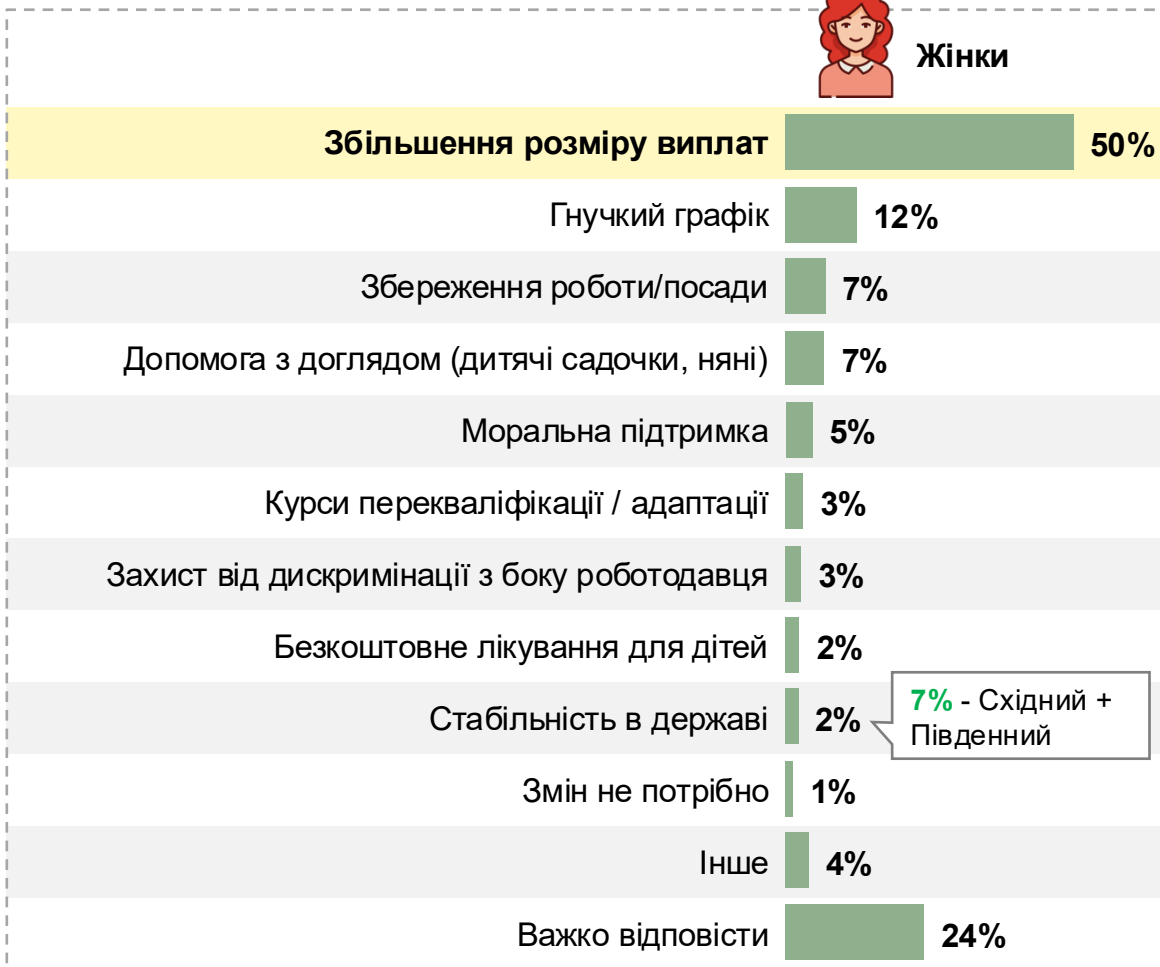 Жінки
Збільшення розміру виплат 50%
Гнучкий графік 12%
Збереження роботи/посади 7%
Допомога з доглядом (дитячі садочки, няні) 7%
Моральна підтримка 5%
Курси перекваліфікації / адаптації 3%
Захист від дискримінації з боку роботодавця 3%
Безкоштовне лікування для дітей 2%
Стабільність в державі 2%
7% - Східний +
Південний
Змін не потрібно 1%
Інше 4%
Важко відповісти 24%